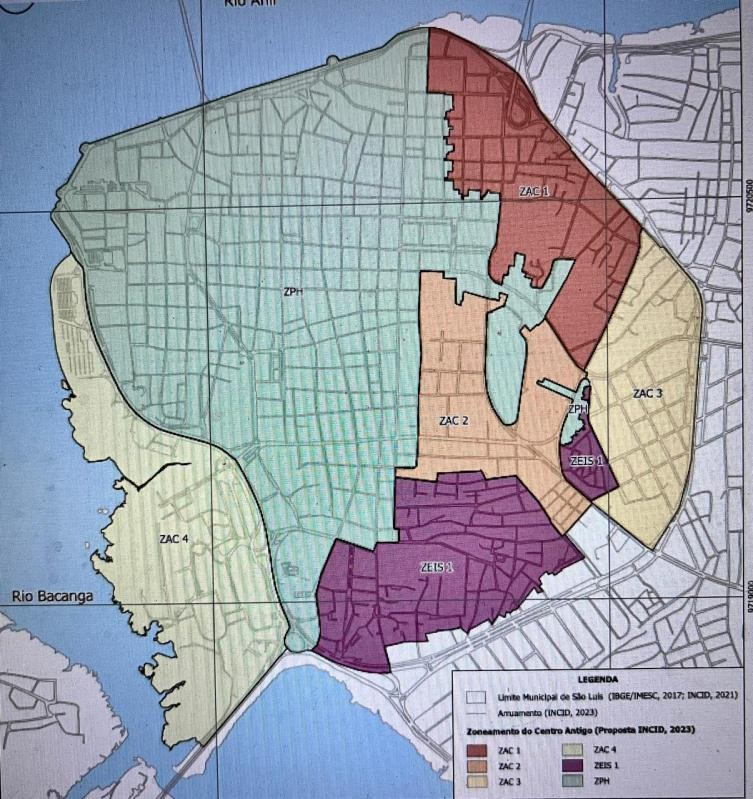 Rio Anil
ZAC 1
9720500
ZPH
ZAC 3
ZPH
ZAC 2
ZEIS 1
ZAC 4
ZEIS 1
Rio Bacanga
9719000
LEGENDA
Limite Municipal de São Luís (IBGE/IMESC, 2017; INCID, 2021)
Arruamento (INCID, 2023)
Zoneamento do Centro Antigo (Proposta INCID, 2023)
ZAC 1 ZAC 4
ZAC 2 ZEIS 1
ZAC 3 ZPH